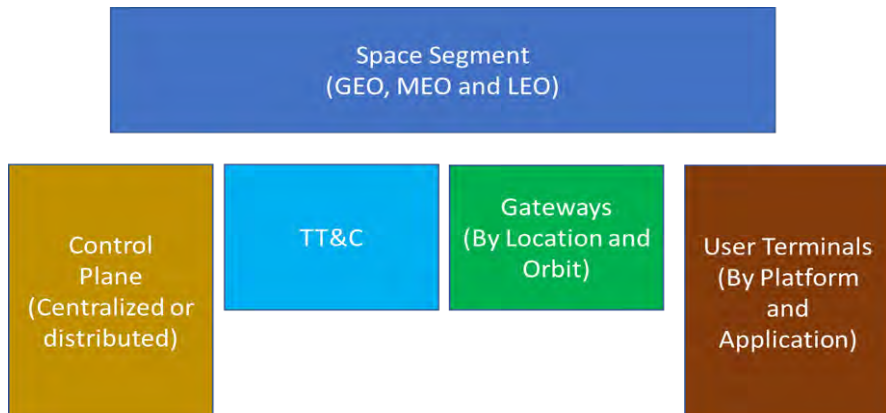 Space Segment
(GEO, MEO and LEO)
Control
Plane
(Centralized or
distributed)
TT&C
Gateways
(By Location and
Orbit)
User Terminals
(By Platform
and
Application)